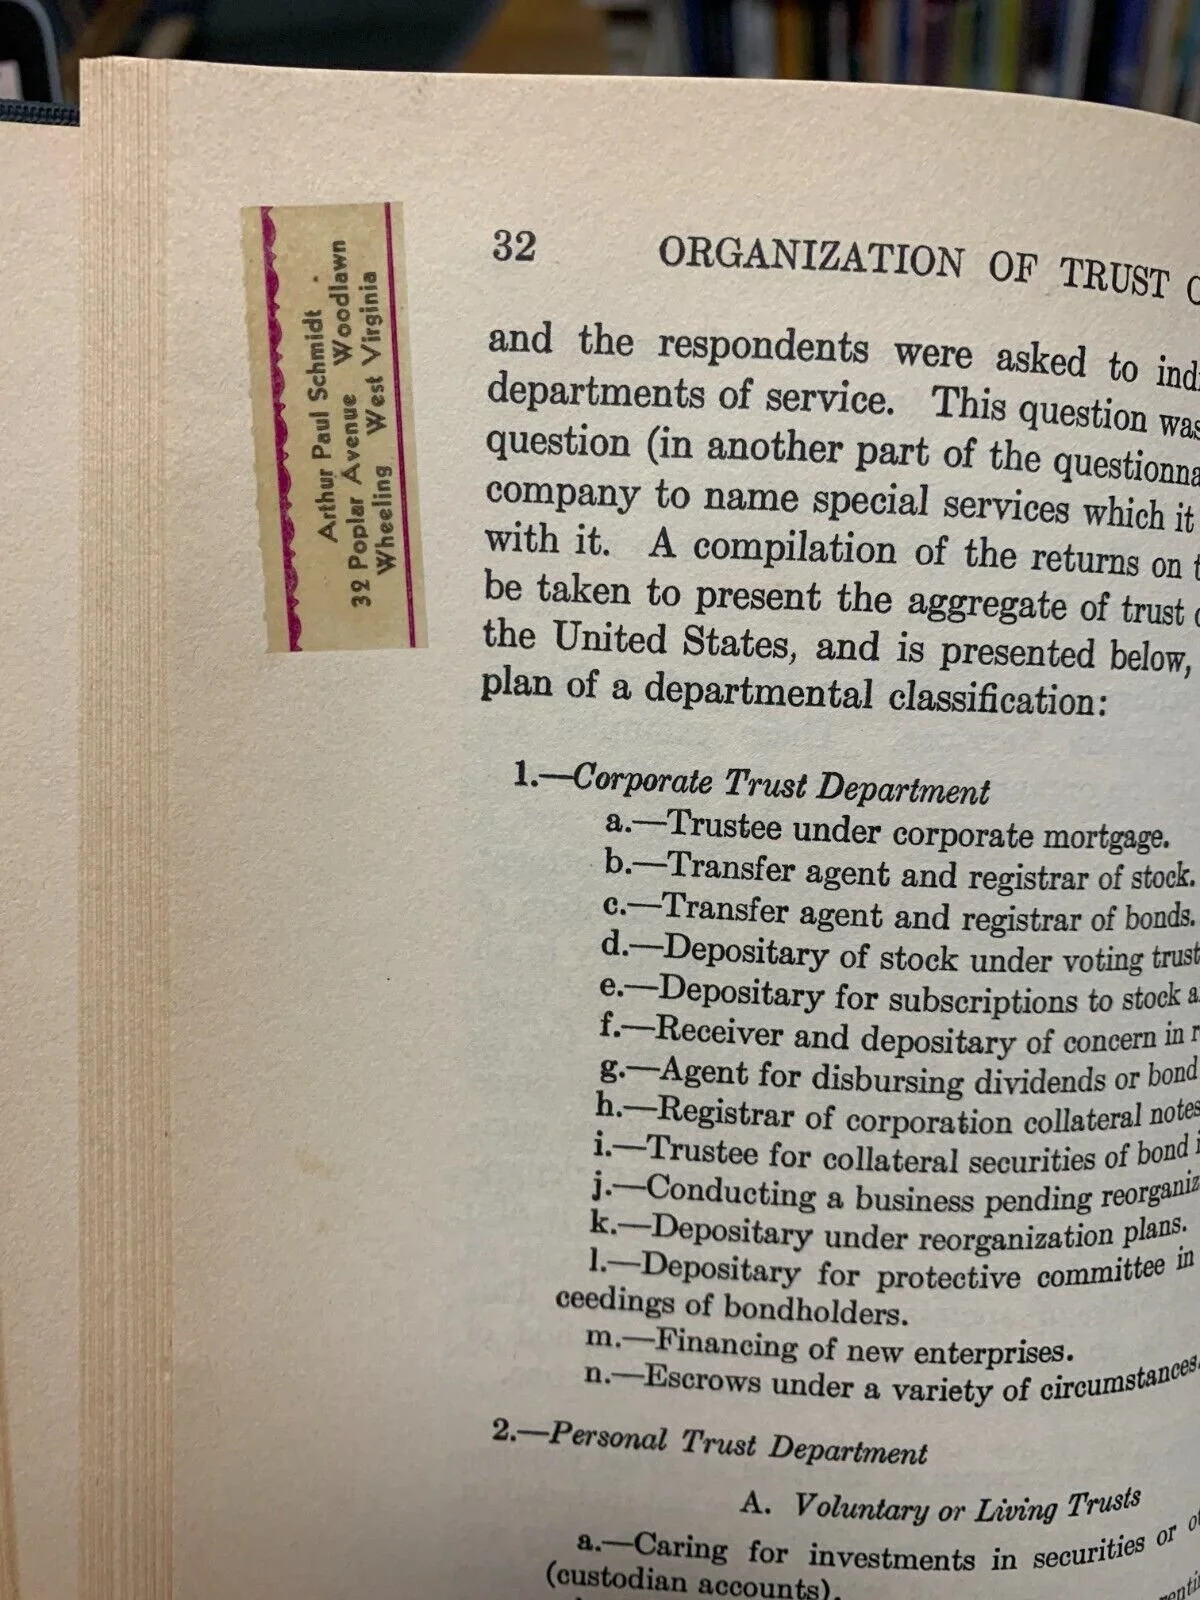 Arthur Paul Schmidt
32 Poplar Avenue Woodlawn
Wheeling West Virginia
32 ORGANIZATION OF TRUST
and the respondents were asked to
departments of service. This question was
question (in another part of the
company to name special services which it
with it. A compilation of the returns on
be taken to present the aggregate of trust
the United States, and is presented below,
plan of a departmental classification:
1.—Corporate Trust Department
a.—Trustee under corporate mortgage.
b.—Transfer agent and registrar of stock.
c.—Transfer agent and registrar of bonds.
d.—Depositary of stock under voting trust
e.—Depositary for subscriptions to stock
f.—Receiver and depositary of concern in
g.—Agent for disbursing dividends or bond
h.—Registrar of corporation collateral notes
i.—Trustee for collateral securities of bond
j.—Conducting a business pending
k.—Depositary under reorganization plans.
l.—Depositary for protective committee in
ceedings of bondholders.
m.—Financing of new enterprises.
n.—Escrows under a variety of circumstances.
2.—Personal Trust Department
A. Voluntary or Living Trusts
a.—Caring for investments in securities or
(custodian accounts).